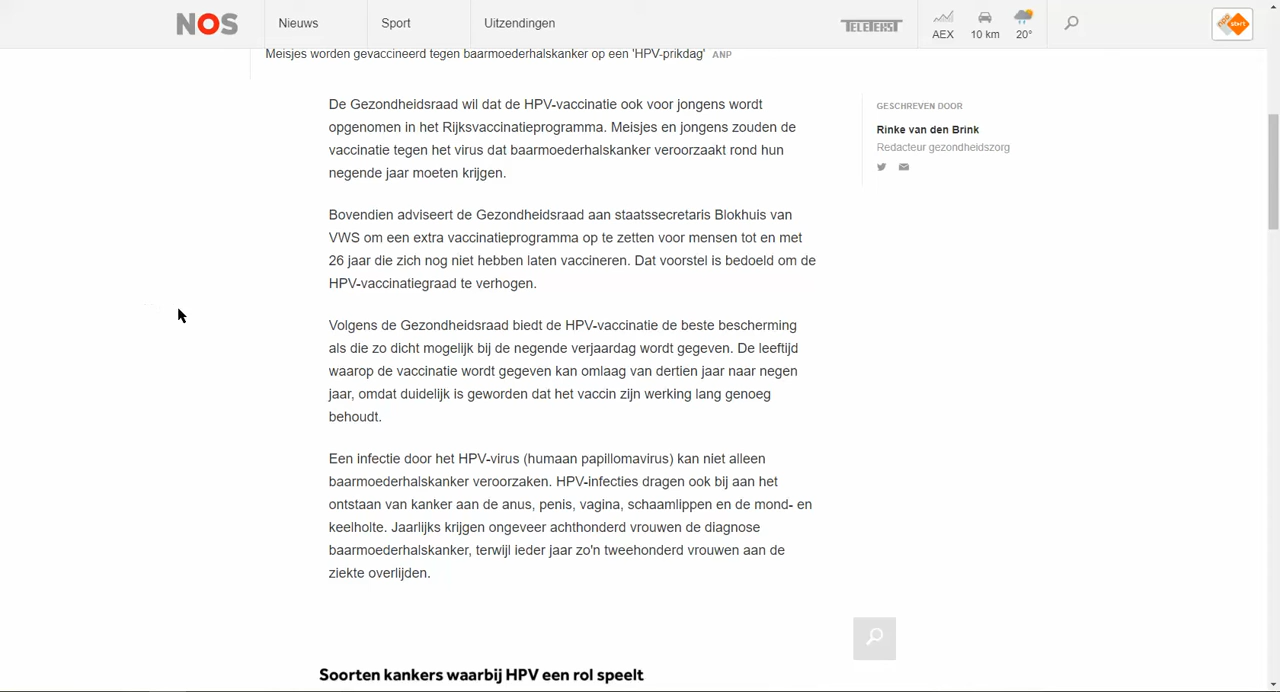 NOS
Nieuws
Sport
Uitzendingen
TELETEKST
AEX
10 km
20°
npo start
Meisjes worden gevaccineerd tegen baarmoederhalskanker op een 'HPV-prikdag' ANP
De Gezondheidsraad wil dat de HPV-vaccinatie ook voor jongens wordt
opgenomen in het Rijksvaccinatieprogramma. Meisjes en jongens zouden de
vaccinatie tegen het virus dat baarmoederhalskanker veroorzaakt rond hun
negende jaar moeten krijgen.
GESCHREVEN DOOR
Rinke van den Brink
Redacteur gezondheidszorg
Bovendien adviseert de Gezondheidsraad aan staatssecretaris Blokhuis van
VWS om een extra vaccinatieprogramma op te zetten voor mensen tot en met
26 jaar die zich nog niet hebben laten vaccineren. Dat voorstel is bedoeld om de
HPV-vaccinatiegraad te verhogen.
Volgens de Gezondheidsraad biedt de HPV-vaccinatie de beste bescherming
als die zo dicht mogelijk bij de negende verjaardag wordt gegeven. De leeftijd
waarop de vaccinatie wordt gegeven kan omlaag van dertien jaar naar negen
jaar, omdat duidelijk is geworden dat het vaccin zijn werking lang genoeg
behoudt.
Een infectie door het HPV-virus (humaan papillomavirus) kan niet alleen
baarmoederhalskanker veroorzaken. HPV-infecties dragen ook bij aan het
ontstaan van kanker aan de anus, penis, vagina, schaamlippen en de mond- en
keelholte. Jaarlijks krijgen ongeveer achthonderd vrouwen de diagnose
baarmoederhalskanker, terwijl ieder jaar zo'n tweehonderd vrouwen aan de
ziekte overlijden.
Soorten kankers waarbij HPV een rol speelt